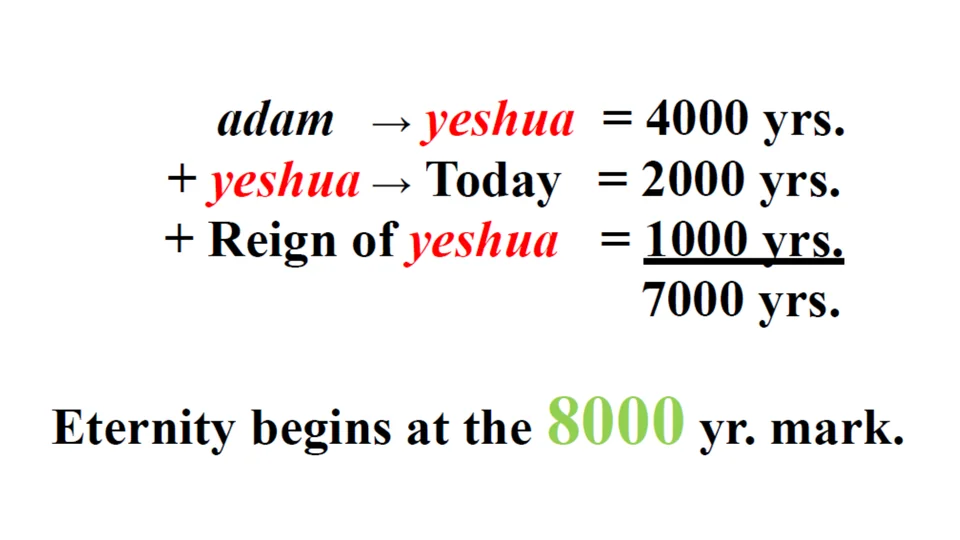 adam → yeshua = 4000 yrs.
+ yeshua → Today = 2000 yrs.
+ Reign of yeshua = 1000 yrs.
7000 yrs.
Eternity begins at the 8000 yr. mark.